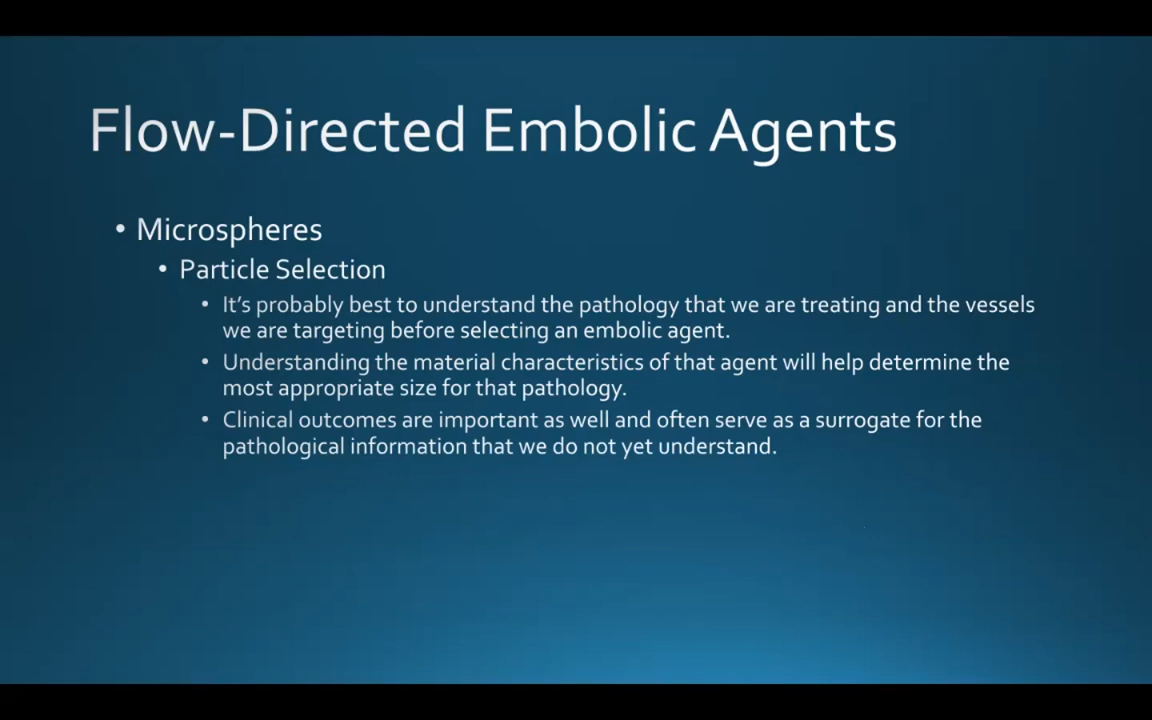 Flow-Directed Embolic Agents
• Microspheres
• Particle Selection
• It's probably best to understand the pathology that we are treating and the vessels
we are targeting before selecting an embolic agent.
• Understanding the material characteristics of that agent will help determine the
most appropriate size for that pathology.
• Clinical outcomes are important as well and often serve as a surrogate for the
pathological information that we do not yet understand.